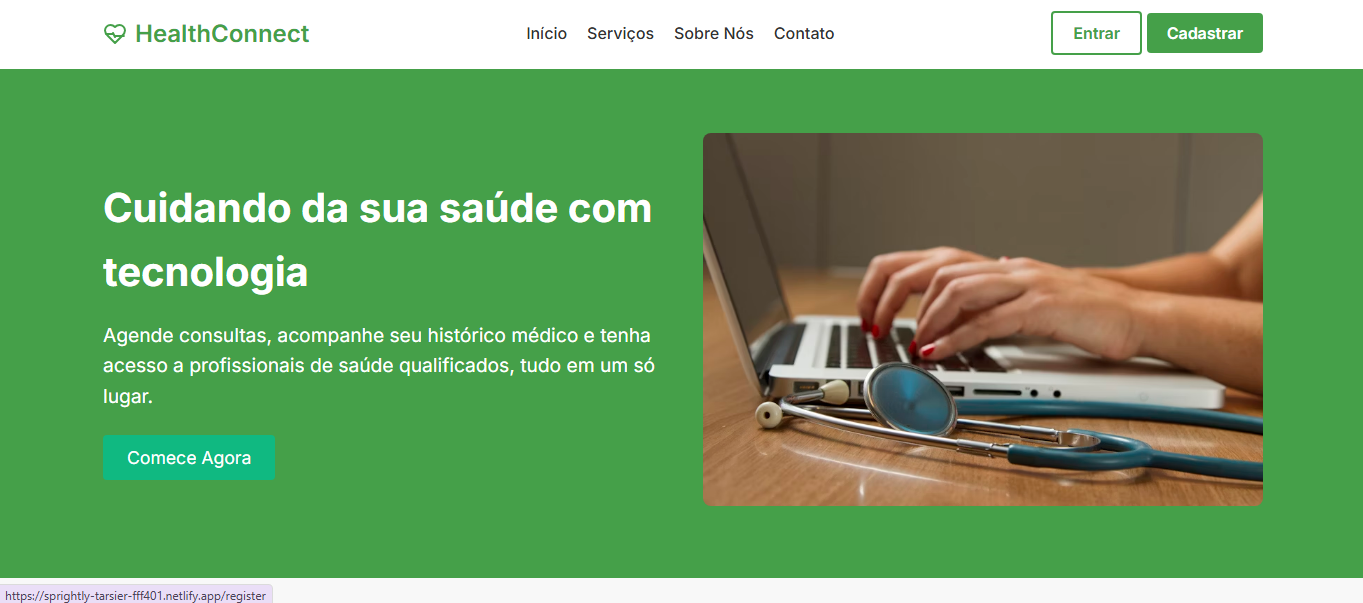 HealthConnect
Início
Serviços
Sobre Nós
Contato
Entrar
Cadastrar
Cuidando da sua saúde com
tecnologia
Agende consultas, acompanhe seu histórico médico e tenha
acesso a profissionais de saúde qualificados, tudo em um só
lugar.
Comece Agora
https://sprightly-tarsier-fff401.netlify.app/register